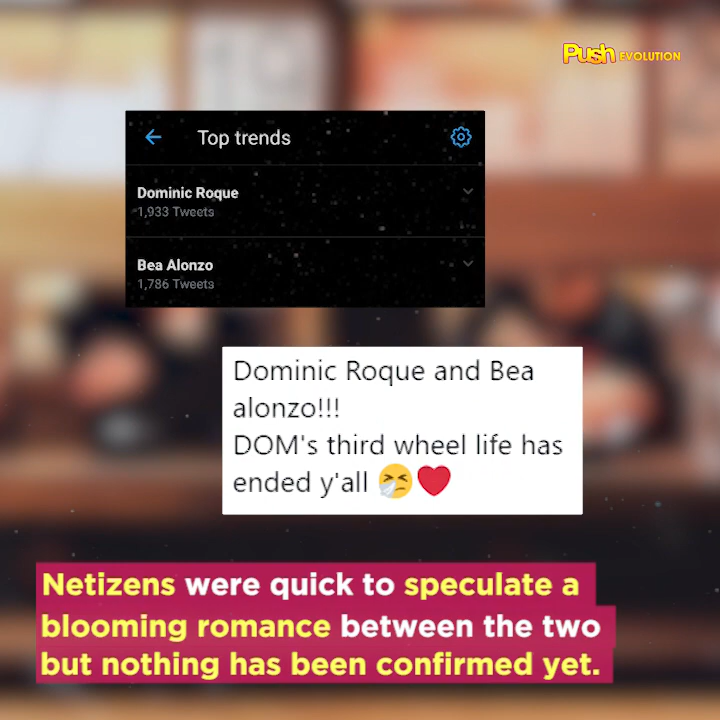 Push EVOLUTION
Top trends
Dominic Roque
1,933 Tweets
Bea Alonzo
1,786 Tweets
Dominic Roque and Bea
alonzo!!!
DOM's third wheel life has
ended y'all 🤧❤️
Netizens were quick to speculate a
blooming romance between the two
but nothing has been confirmed yet.